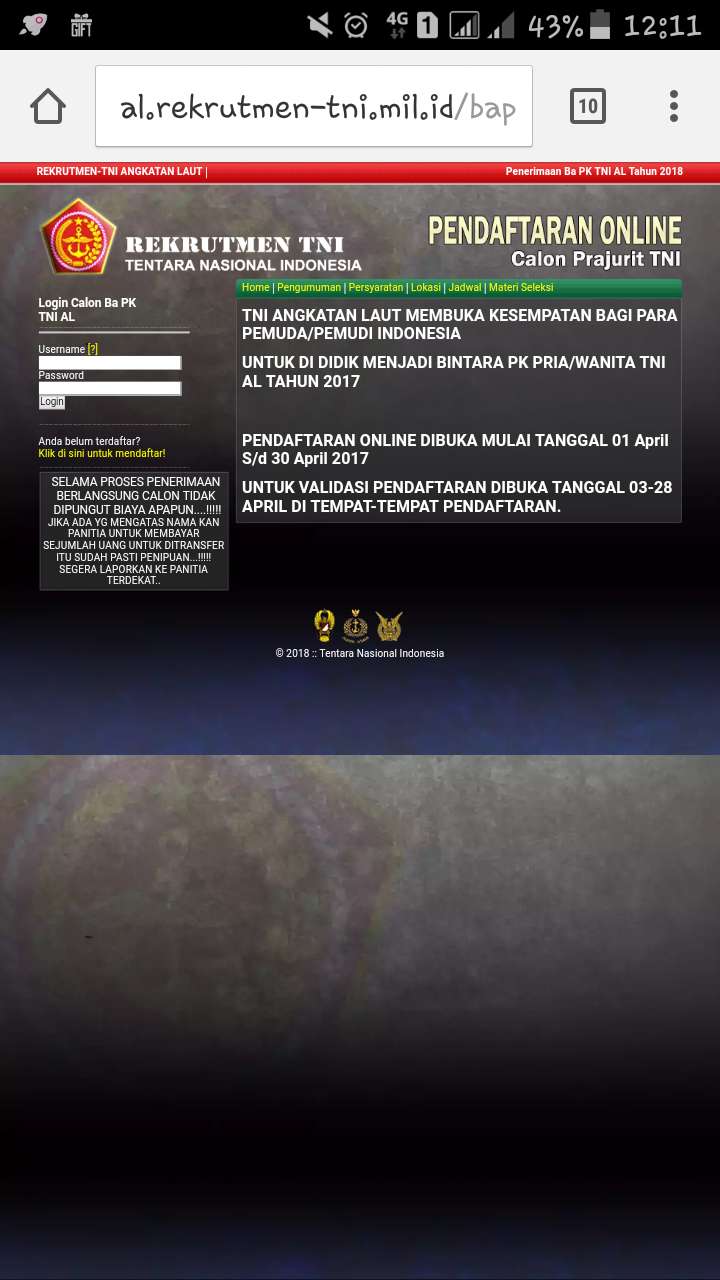 GIFT
4G
1
43%
12:11
al.rekrutmen-tni.mil.id/bap
10
REKRUTMEN-TNI ANGKATAN LAUT |
Penerimaan Ba PK TNI AL Tahun 2018
REKRUTMEN TNI
TENTARA NASIONAL INDONESIA
PENDAFTARAN ONLINE
Calon Prajurit TNI
Home | Pengumuman | Persyaratan | Lokasi | Jadwal | Materi Seleksi
Login Calon Ba PK
TNI AL
Username [?]
Password
Login
Anda belum terdaftar?
Klik di sini untuk mendaftar!
SELAMA PROSES PENERIMAAN
BERLANGSUNG CALON TIDAK
DIPUNGUT BIAYA APAPUN....!!!!!
JIKA ADA YG MENGATAS NAMA KAN
PANITIA UNTUK MEMBAYAR
SEJUMLAH UANG UNTUK DITRANSFER
ITU SUDAH PASTI PENIPUAN...!!!!!
SEGERA LAPORKAN KE PANITIA
TERDEKAT..
TNI ANGKATAN LAUT MEMBUKA KESEMPATAN BAGI PARA
PEMUDA/PEMUDI INDONESIA
UNTUK DI DIDIK MENJADI BINTARA PK PRIA/WANITA TNI
AL TAHUN 2017
PENDAFTARAN ONLINE DIBUKA MULAI TANGGAL 01 April
S/d 30 April 2017
UNTUK VALIDASI PENDAFTARAN DIBUKA TANGGAL 03-28
APRIL DI TEMPAT-TEMPAT PENDAFTARAN.
© 2018 :: Tentara Nasional Indonesia